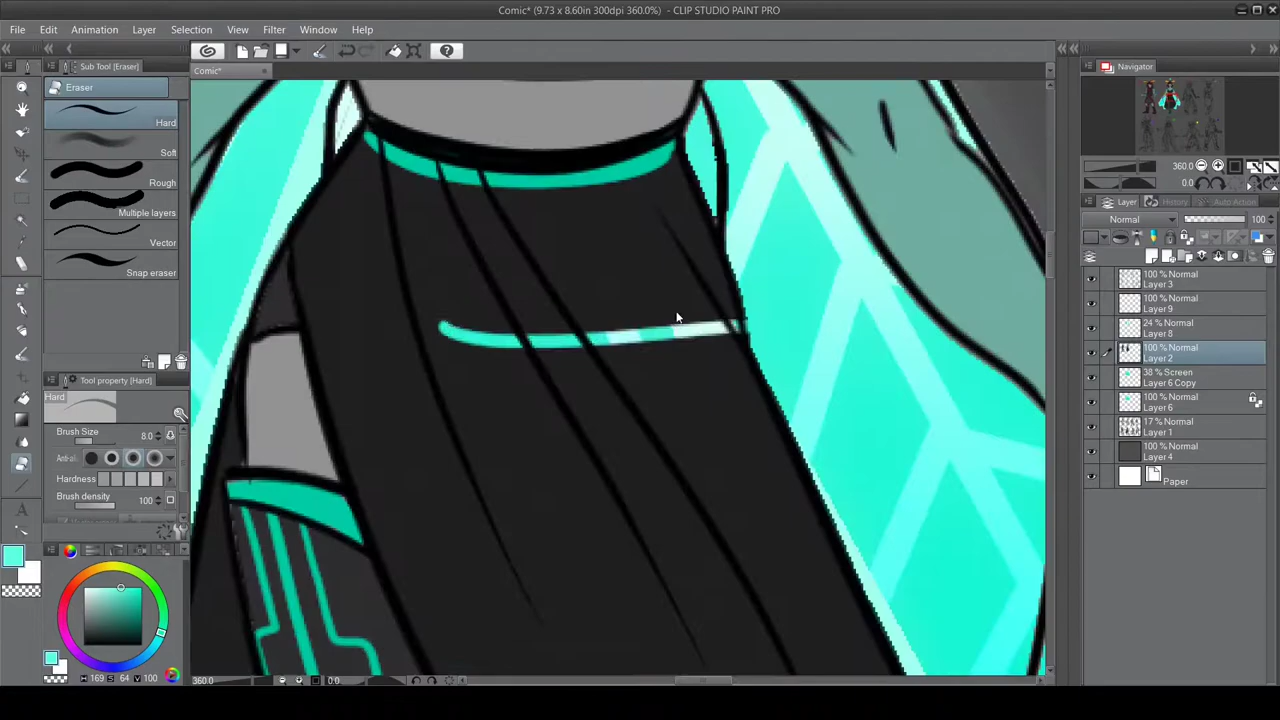 Comic* (9.73 x 8.60in 300dpi 360.0%) - CLIP STUDIO PAINT PRO
File Edit Animation Layer Selection View Filter Window Help
Sub Tool [Eraser]
Comic*
Navigator
Eraser
Hard
Soft
Rough
Multiple layers
Vector
Snap eraser
360.0
0.0
Layer History Auto Action
Normal 100
100 % Normal
Layer 3
100 % Normal
Layer 9
24 % Normal
Layer 8
100 % Normal
Layer 2
38 % Screen
Layer 6 Copy
100 % Normal
Layer 6
17 % Normal
Layer 1
100 % Normal
Layer 4
Paper
Tool property [Hard]
Hard
Brush Size 8.0
Hardness
Brush density 100
H 169 S 64 V 100
360.0 0.0